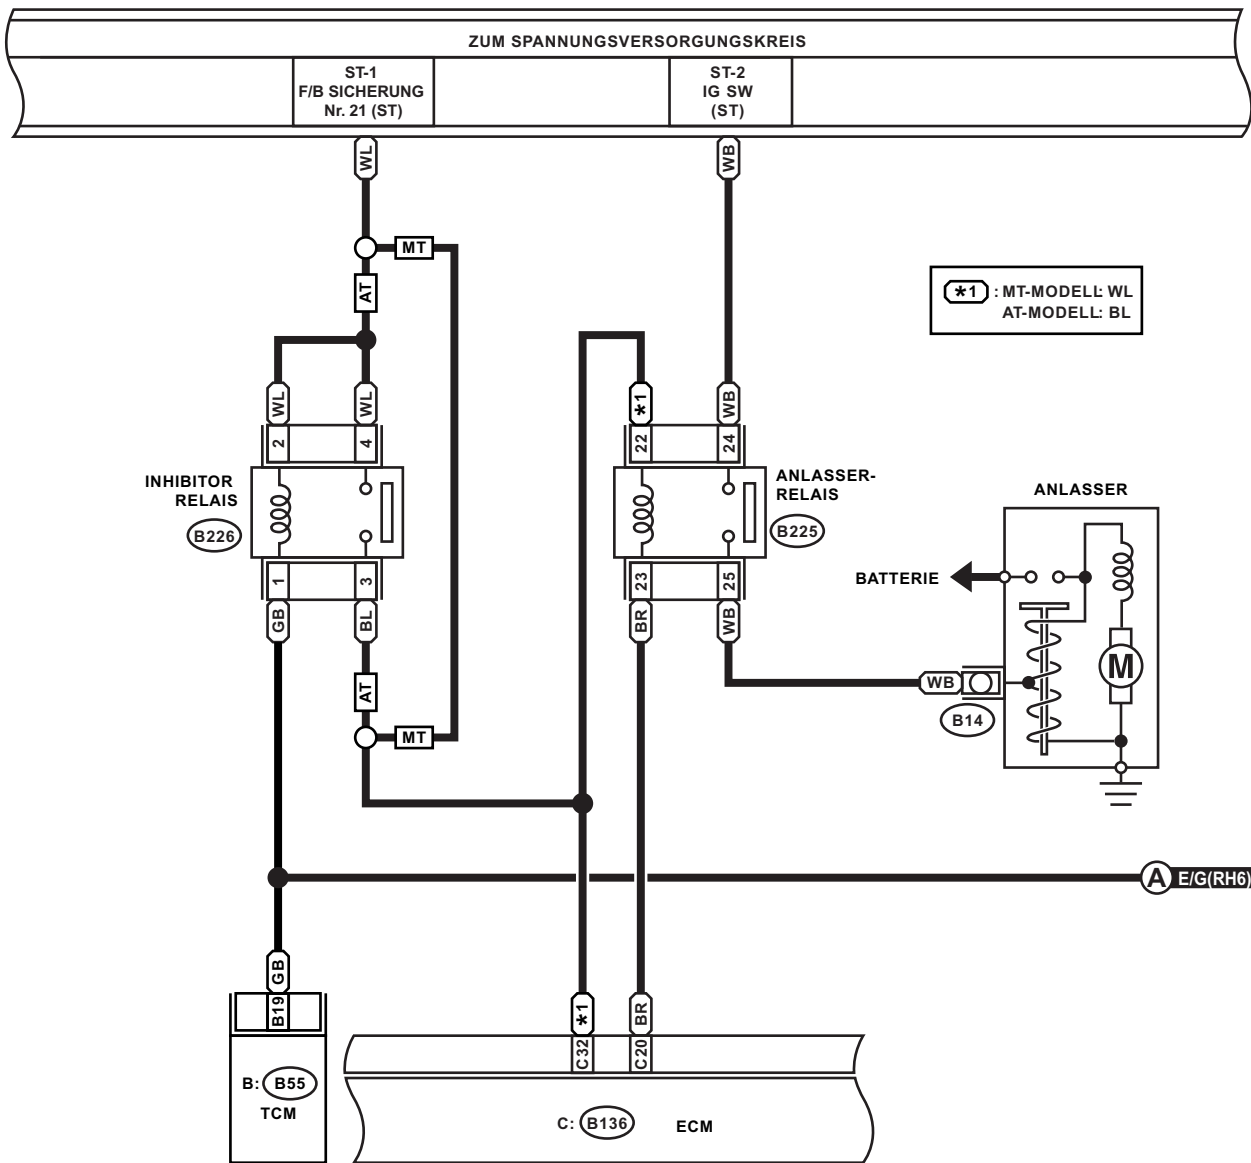 ZUM SPANNUNGSVERSORGUNGSKREIS
ST-1
F/B SICHERUNG
Nr. 21 (ST)
ST-2
IG SW
(ST)
WL
WB
MT
AT
*1 : MT-MODELL: WL
AT-MODELL: BL
WL
WL
*1
WB
2
4
22
24
INHIBITOR
RELAIS
B226
ANLASSER-
RELAIS
B225
ANLASSER
BATTERIE
M
1
3
23
25
GB
BL
BR
WB
AT
WB
B14
MT
A E/G(RH6)
GB
B19
*1
BR
C32
C20
B: B55
TCM
C: B136 ECM